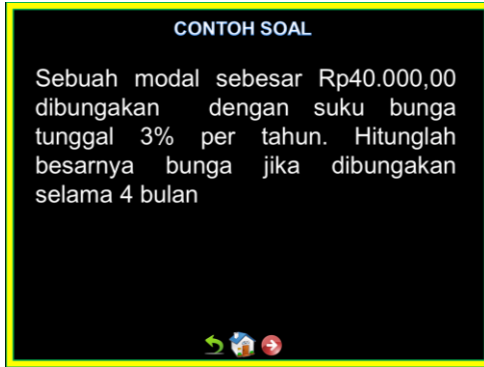 CONTOH SOAL
Sebuah modal sebesar Rp40.000,00
dibungakan dengan suku bunga
tunggal 3% per tahun. Hitunglah
besarnya bunga jika dibungakan
selama 4 bulan